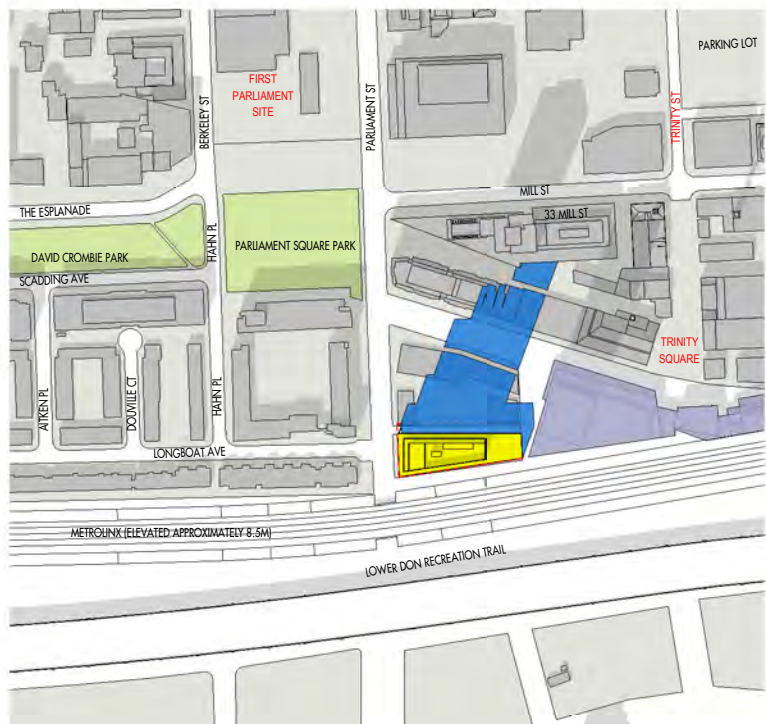 PARKING LOT
FIRST
PARLIAMENT
SITE
BERKELEY ST
PARLIAMENT ST
TRINITY ST
MILL ST
THE ESPLANADE
33 MILL ST
HAHN PL
DAVID CROMBIE PARK
PARLIAMENT SQUARE PARK
SCADDING AVE
TRINITY
SQUARE
AITKEN PL
DOUVILLE CT
HAHN PL
LONGBOAT AVE
METROLINX (ELEVATED APPROXIMATELY 8.5M)
LOWER DON RECREATION TRAIL